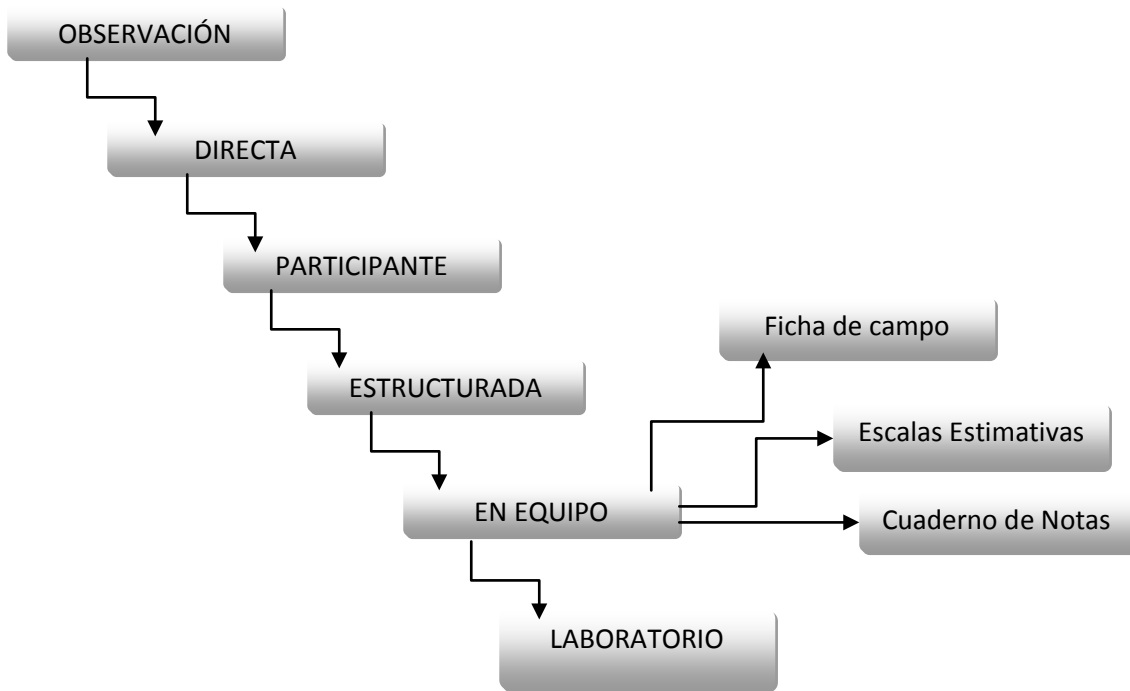 OBSERVACIÓN
DIRECTA
PARTICIPANTE
Ficha de campo
ESTRUCTURADA
Escalas Estimativas
EN EQUIPO
Cuaderno de Notas
LABORATORIO